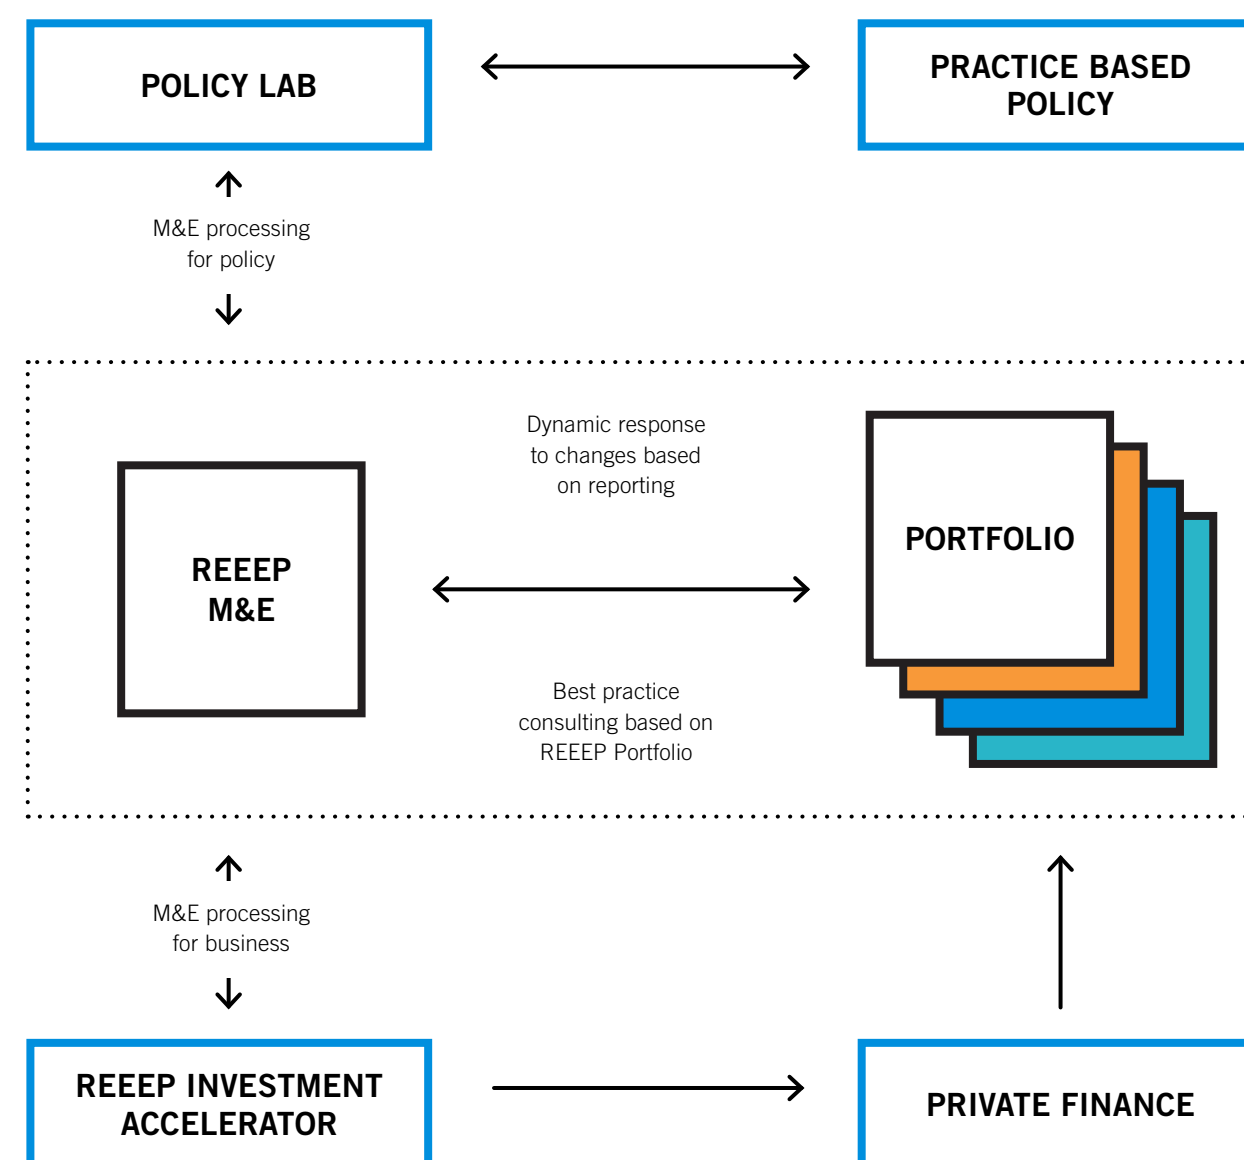 POLICY LAB
PRACTICE BASED
POLICY
M&E processing
for policy
Dynamic response
to changes based
on reporting
REEEP
M&E
PORTFOLIO
Best practice
consulting based on
REEEP Portfolio
M&E processing
for business
REEEP INVESTMENT
ACCELERATOR
PRIVATE FINANCE